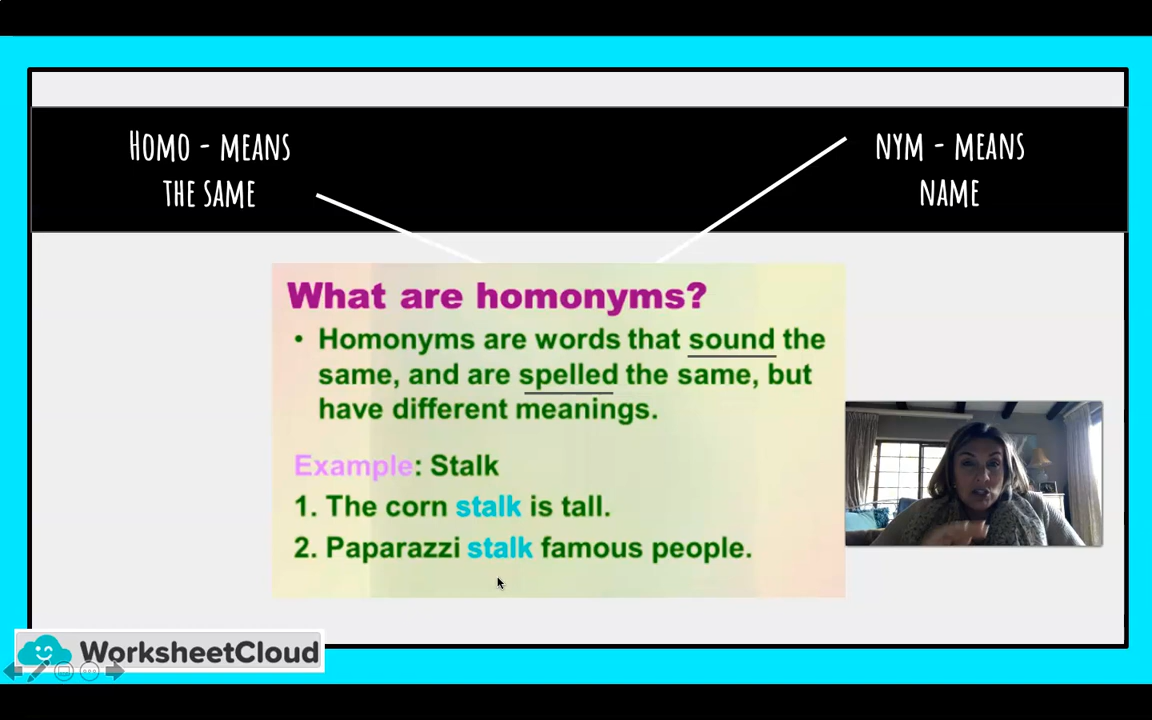 Homo - means
the same
nym - means
name
What are homonyms?
• Homonyms are words that sound the
same, and are spelled the same, but
have different meanings.
Example: Stalk
1. The corn stalk is tall.
2. Paparazzi stalk famous people.
WorksheetCloud